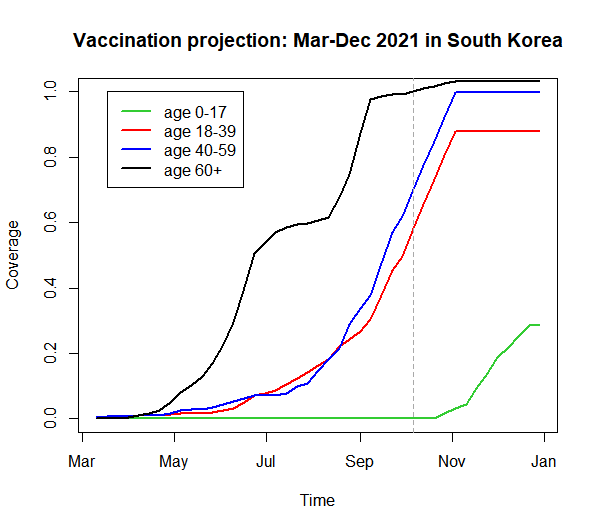 Vaccination projection: Mar-Dec 2021 in South Korea
age 0-17
age 18-39
age 40-59
age 60+
Coverage
1.0
0.8
0.6
0.4
0.2
0.0
Mar May Jul Sep Nov Jan
Time